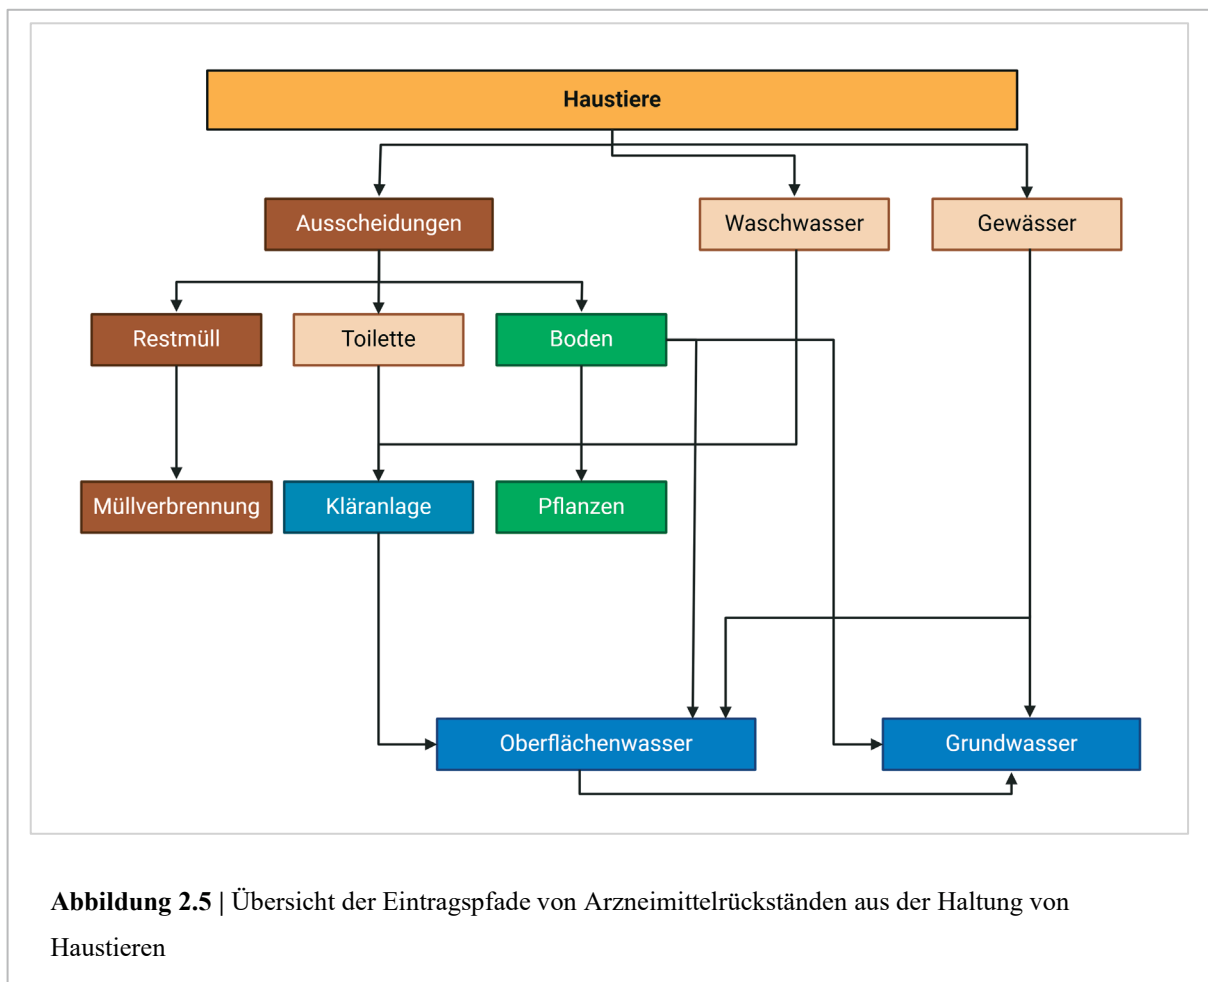 Haustiere
Ausscheidungen
Waschwasser
Gewässer
Restmüll
Toilette
Boden
Müllverbrennung
Kläranlage
Pflanzen
Oberflächenwasser
Grundwasser
Abbildung 2.5 | Übersicht der Eintragspfade von Arzneimittelrückständen aus der Haltung von
Haustieren